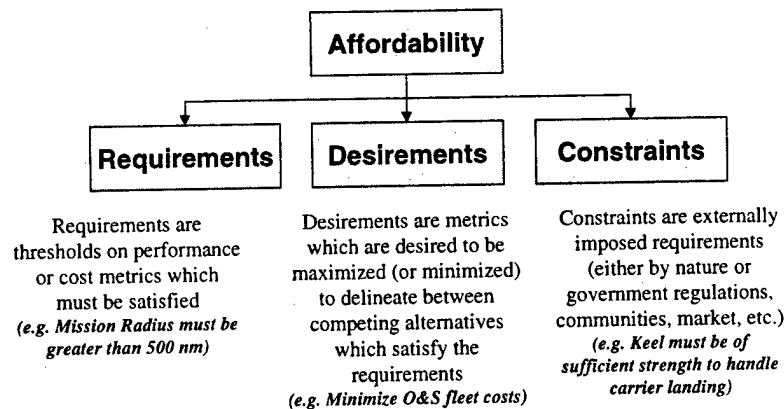 Affordability
Requirements
Desirements
Constraints
Requirements are
thresholds on performance
or cost metrics which
must be satisfied
(e.g. Mission Radius must be
greater than 500 nm)
Desirements are metrics
which are desired to be
maximized (or minimized)
to delineate between
competing alternatives
which satisfy the
requirements
(e.g. Minimize O&S fleet costs)
Constraints are externally
imposed requirements
(either by nature or
government regulations,
communities, market, etc.)
(e.g. Keel must be of
sufficient strength to handle
carrier landing)